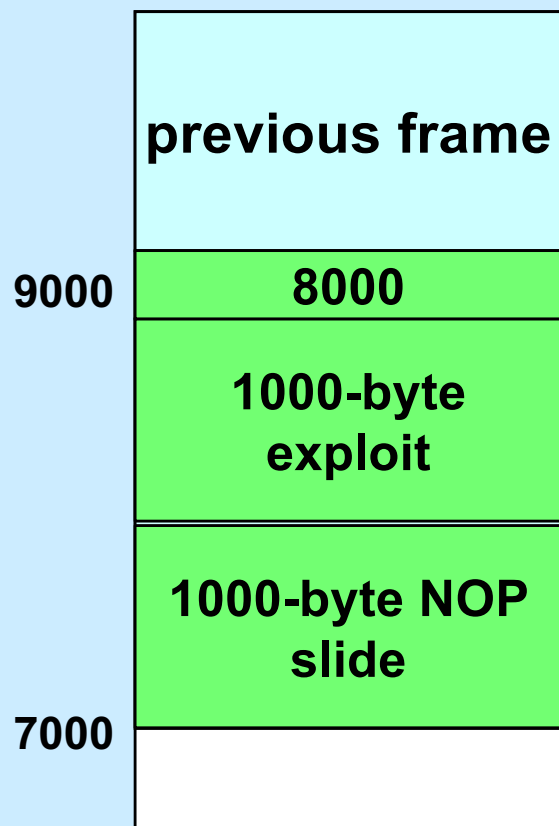 previous frame
9000
8000
1000-byte
exploit
1000-byte NOP
slide
7000